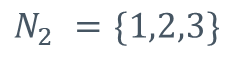 N₂ = {1,2,3}